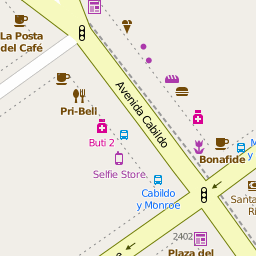 La Posta
del Café
Avenida Cabildo
Pri-Bell
Buti 2
Selfie Store
Bonafide
M
Cabildo
y Monroe
Santa
Ri
2402
Plaza del